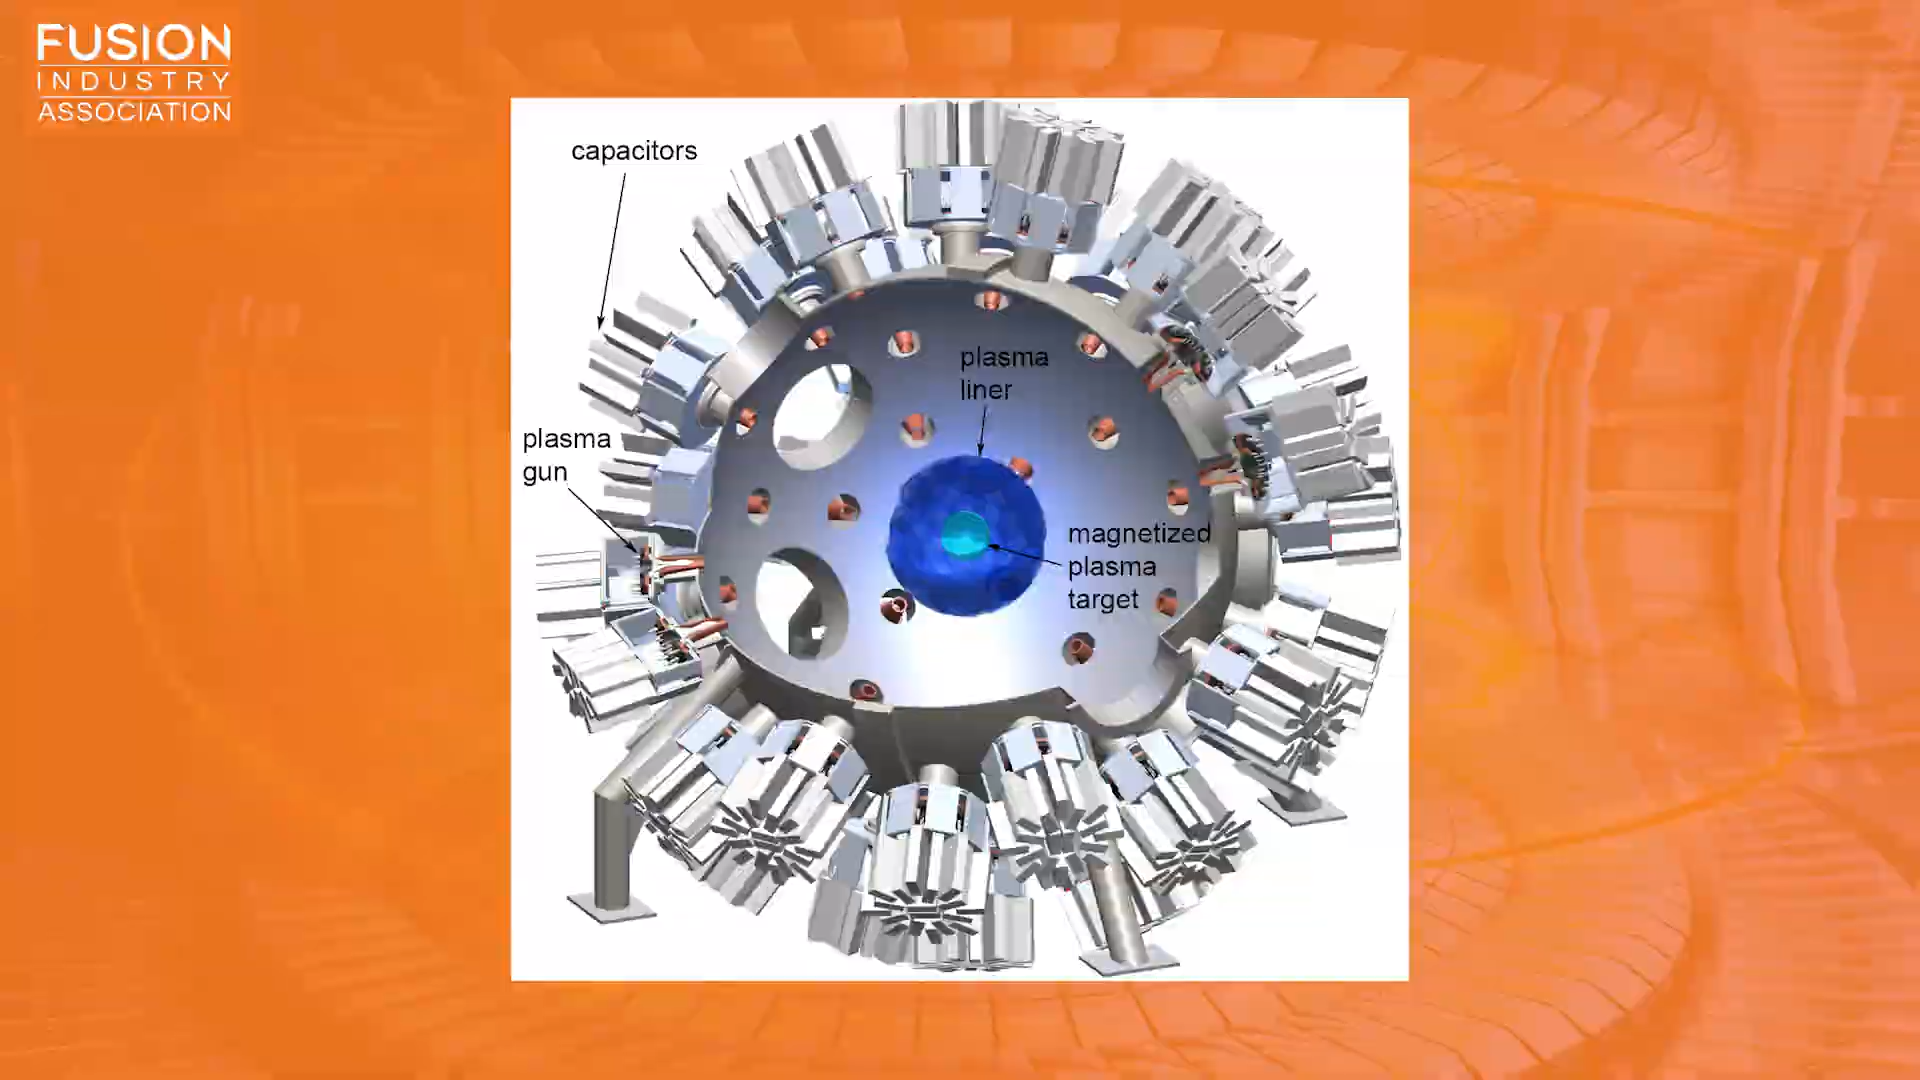 FUSION
INDUSTRY
ASSOCIATION
capacitors
plasma
liner
plasma
gun
magnetized
plasma
target